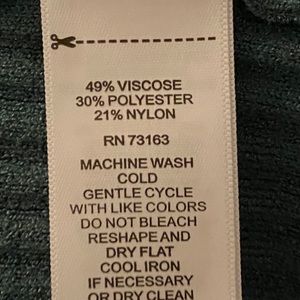 49% VISCOSE
30% POLYESTER
21% NYLON
RN 73163
MACHINE WASH
COLD
GENTLE CYCLE
WITH LIKE COLORS
DO NOT BLEACH
RESHAPE AND
DRY FLAT
COOL IRON
IF NECESSARY
OR DRY CLEAN